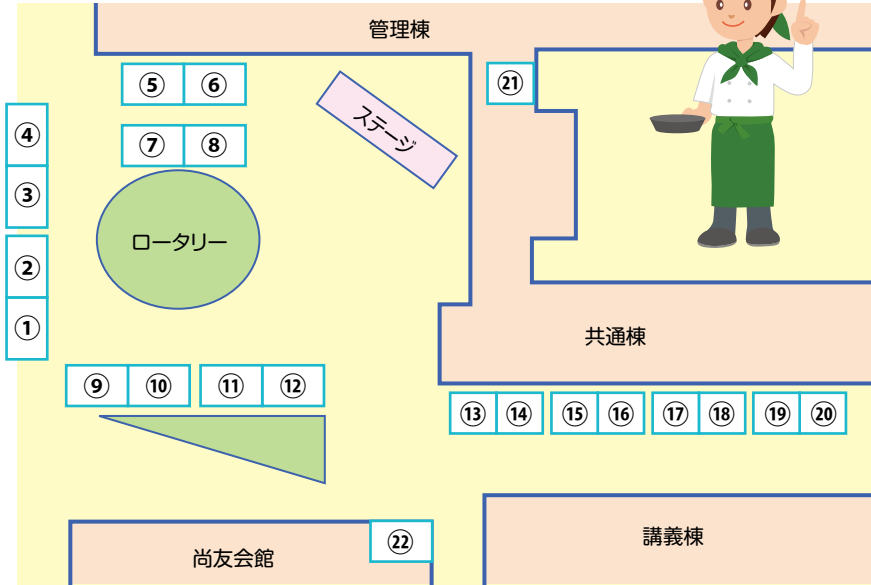 管理棟
⑤ ⑥
㉑
ステージ
④
⑦ ⑧
③
ロータリー
②
①
共通棟
⑨ ⑩ ⑪ ⑫
⑬ ⑭ ⑮ ⑯ ⑰ ⑱ ⑲ ⑳
講義棟
㉒
尚友会館